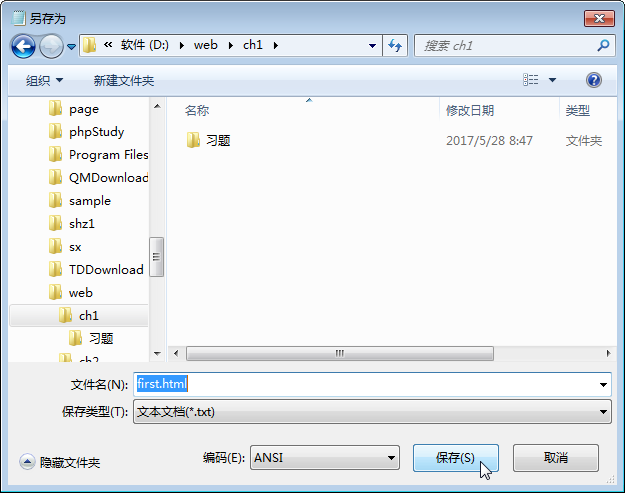 另存为
« 软件 (D:) ▸ web ▸ ch1 ▸
搜索 ch1
组织 新建文件夹
page
phpStudy
Program Files
QMDownload
sample
shz1
sx
TDDownload
web
ch1
习题
ch2
名称 修改日期 类型
习题 2017/5/28 8:47 文件夹
文件名(N): first.html
保存类型(T): 文本文档(*.txt)
隐藏文件夹 编码(E): ANSI 保存(S) 取消